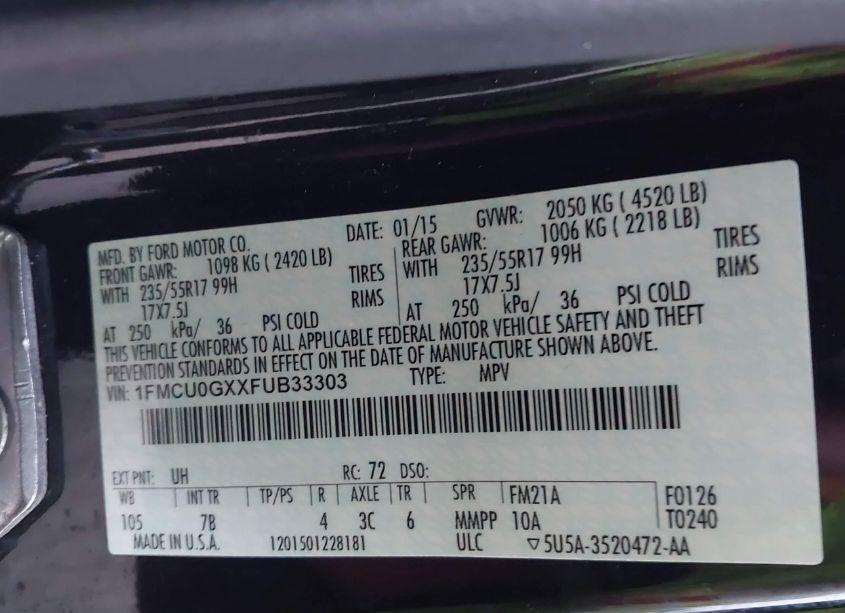 MFD. BY FORD MOTOR CO. DATE: 01/15 GVWR: 2050 KG ( 4520 LB)
FRONT GAWR: 1098 KG ( 2420 LB) REAR GAWR: 1006 KG ( 2218 LB)
WITH 235/55R17 99H TIRES WITH 235/55R17 99H TIRES
17X7.5J RIMS 17X7.5J RIMS
AT 250 kPa/ 36 PSI COLD AT 250 kPa/ 36 PSI COLD
THIS VEHICLE CONFORMS TO ALL APPLICABLE FEDERAL MOTOR VEHICLE SAFETY AND THEFT
PREVENTION STANDARDS IN EFFECT ON THE DATE OF MANUFACTURE SHOWN ABOVE.
VIN: 1FMCU0GXXFUB33303 TYPE: MPV
EXT PNT: UH RC: 72 DSO:
WB INT TR TP/PS R AXLE TR SPR FM21A F0126
105 7B 4 3C 6 MMPP 10A T0240
MADE IN U.S.A. 1201501228181 ULC ▽5U5A-3520472-AA